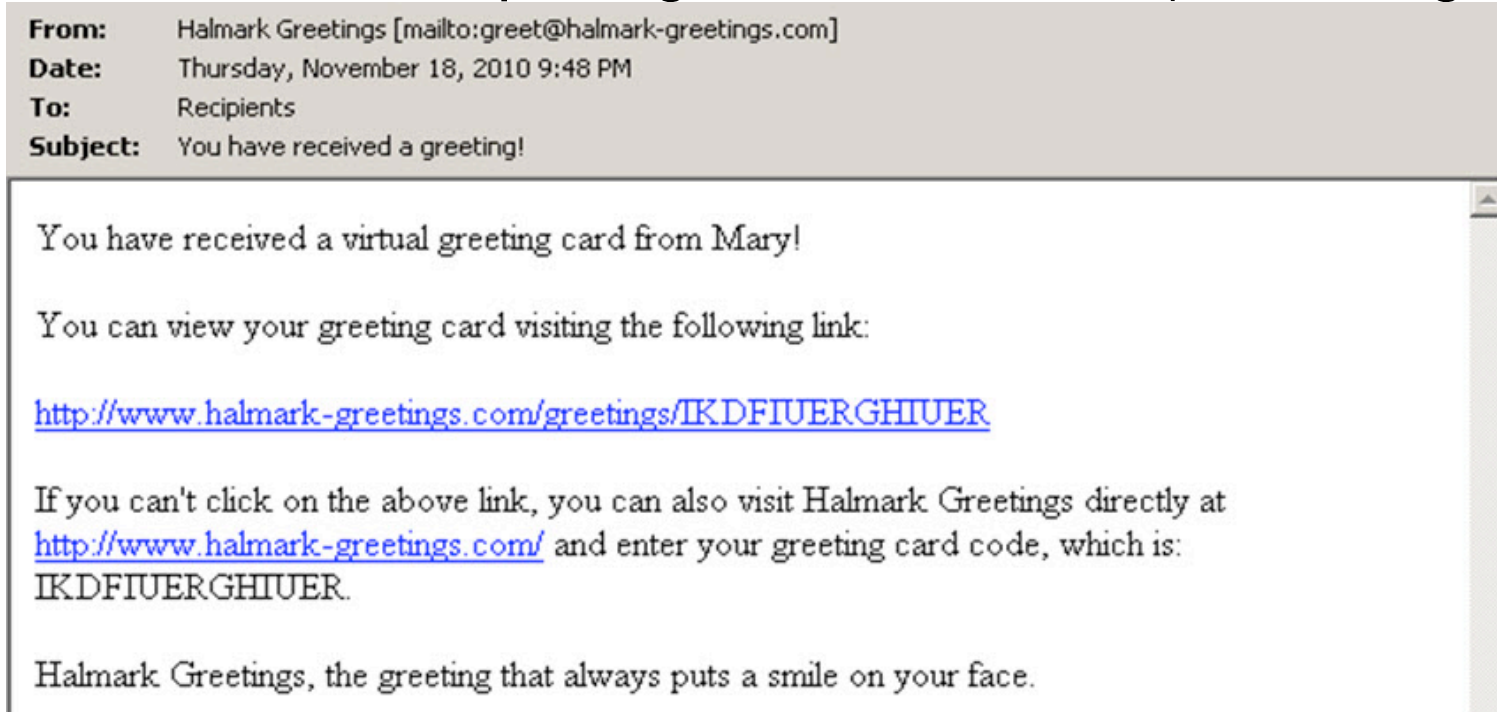 From: Halmark Greetings [mailto:greet@halmark-greetings.com]
Date: Thursday, November 18, 2010 9:48 PM
To: Recipients
Subject: You have received a greeting!
You have received a virtual greeting card from Mary!
You can view your greeting card visiting the following link:
http://www.halmark-greetings.com/greetings/IKDFIUERGHIUER
If you can't click on the above link, you can also visit Halmark Greetings directly at
http://www.halmark-greetings.com/ and enter your greeting card code, which is:
IKDFIUERGHIUER.
Halmark Greetings, the greeting that always puts a smile on your face.